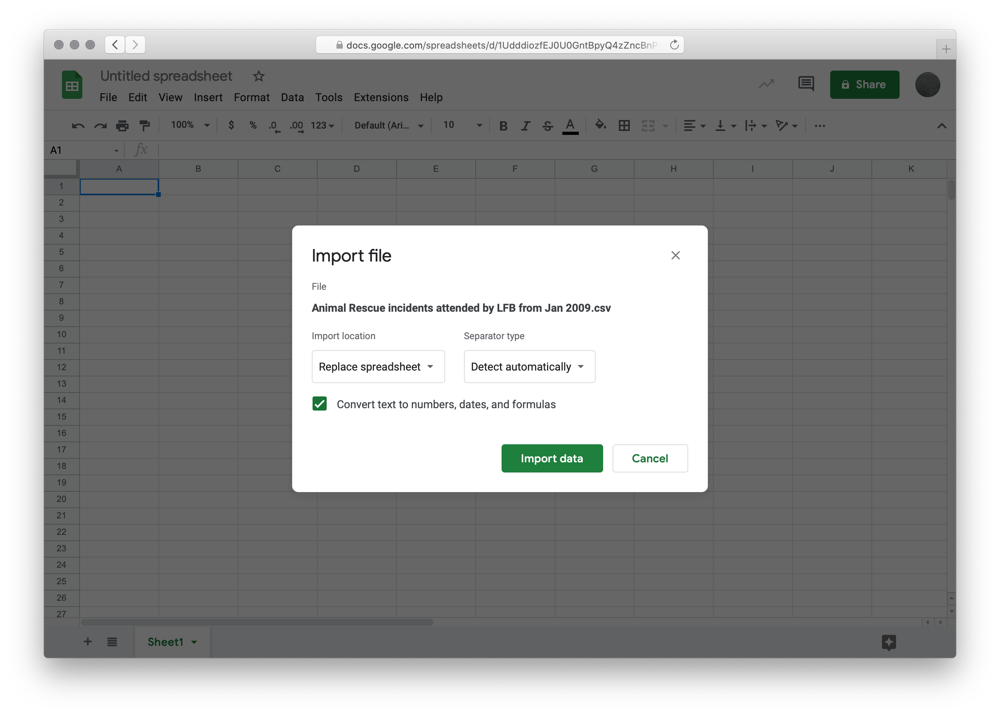 docs.google.com/spreadsheets/d/1UdddiozfEJ0U0GntBpyQ4zZncBnP
Untitled spreadsheet
File Edit View Insert Format Data Tools Extensions Help
Share
100% $ % .0 .00 123 Default (Ari... 10 B I S A
A1 fx
A B C D E F G H I J K
1
2
3
4
5
6
7
8
9
10
11
12
13
14
15
16
17
18
19
20
21
22
23
24
25
26
27
Import file
File
Animal Rescue incidents attended by LFB from Jan 2009.csv
Import location Separator type
Replace spreadsheet Detect automatically
Convert text to numbers, dates, and formulas
Import data Cancel
Sheet1